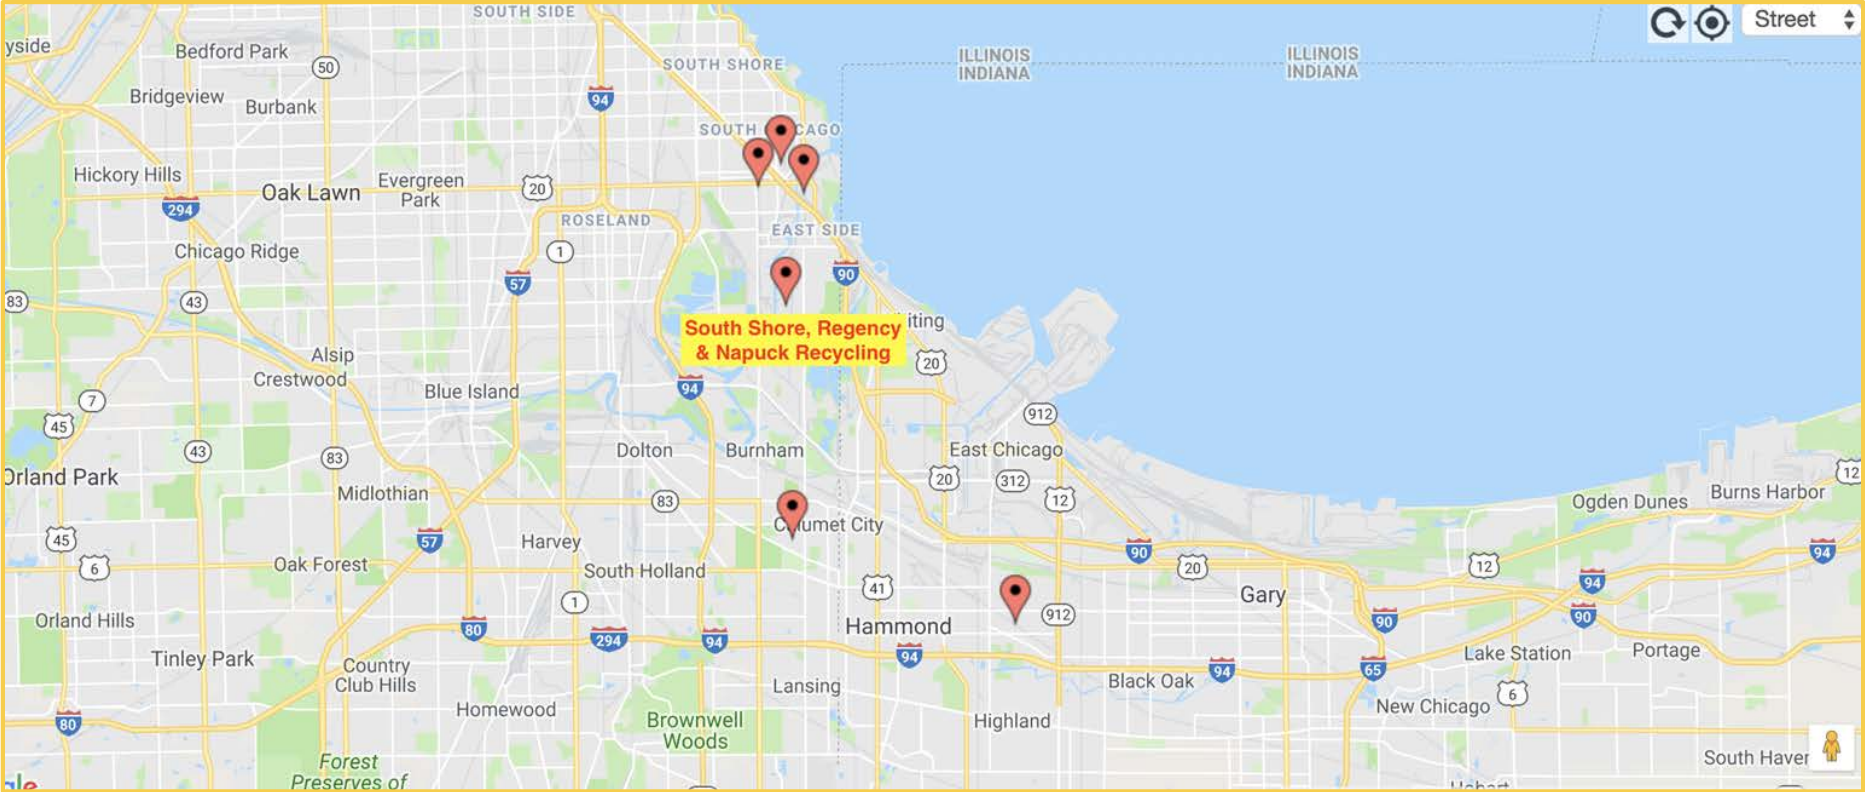 SOUTH SIDE
Street
yside
Bedford Park
50
SOUTH SHORE
ILLINOIS
INDIANA
ILLINOIS
INDIANA
Bridgeview
Burbank
94
SOUTH CAGO
Hickory Hills
Oak Lawn
Evergreen
Park
20
294
ROSELAND
EAST SIDE
Chicago Ridge
1
57
90
83
43
South Shore, Regency
& Napuck Recycling
iting
Alsip
Crestwood
20
Blue Island
94
7
45
912
43
83
Dolton
Burnham
East Chicago
Orland Park
20
312
12
12
Midlothian
83
Ogden Dunes
Burns Harbor
Calumet City
45
57
Harvey
90
94
6
Oak Forest
South Holland
20
12
94
41
Gary
1
912
90
90
Orland Hills
80
Hammond
294
94
94
Lake Station
Portage
Tinley Park
Country
Club Hills
94
65
Lansing
Black Oak
6
New Chicago
80
Homewood
Brownwell
Woods
Highland
Forest
Preserves of
South Haver
gle
Hobart